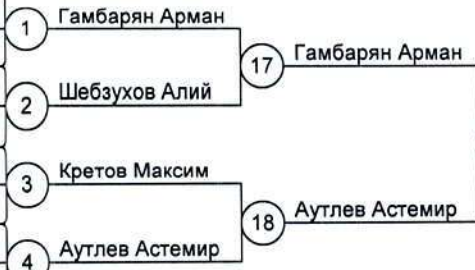 1 Гамбарян Арман
17 Гамбарян Арман
2 Шебзухов Алий
3 Кретов Максим
18 Аутлев Астемир
4 Аутлев Астемир